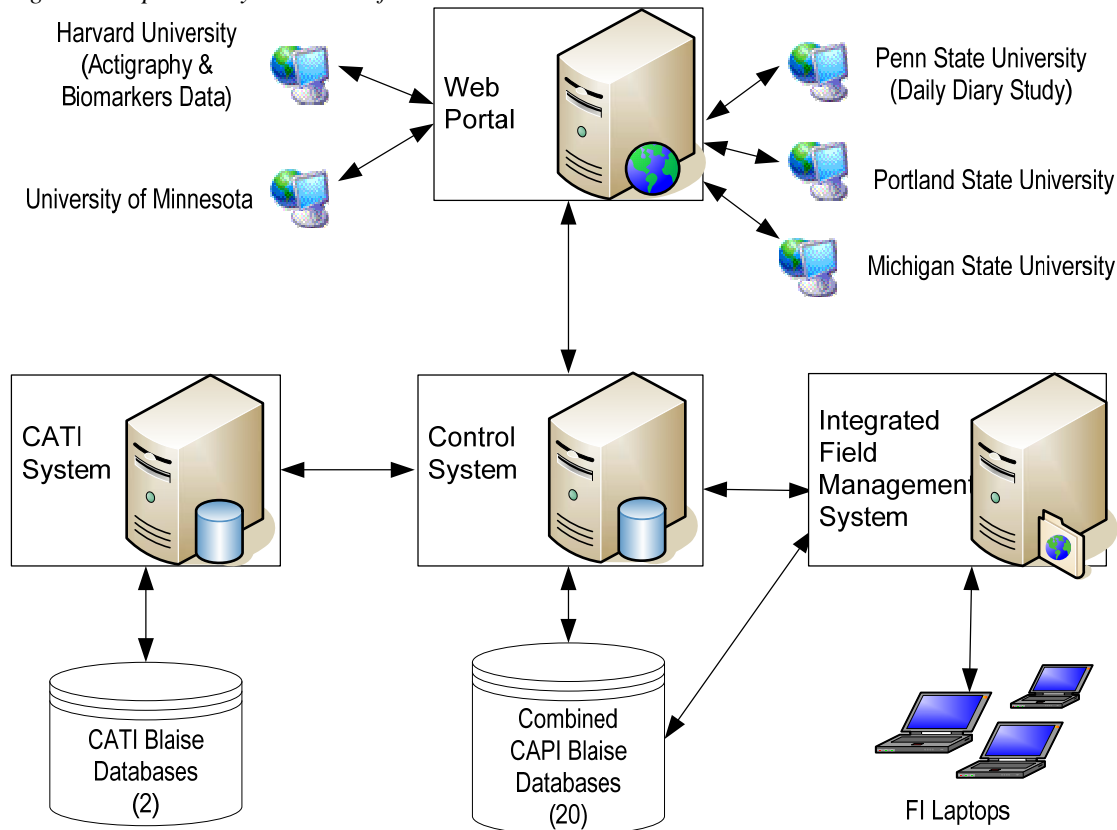 Harvard University
(Actigraphy &
Biomarkers Data)
University of Minnesota
Web
Portal
Penn State University
(Daily Diary Study)
Portland State University
Michigan State University
CATI
System
Control
System
Integrated
Field
Management
System
CATI Blaise
Databases
(2)
Combined
CAPI Blaise
Databases
(20)
FI Laptops